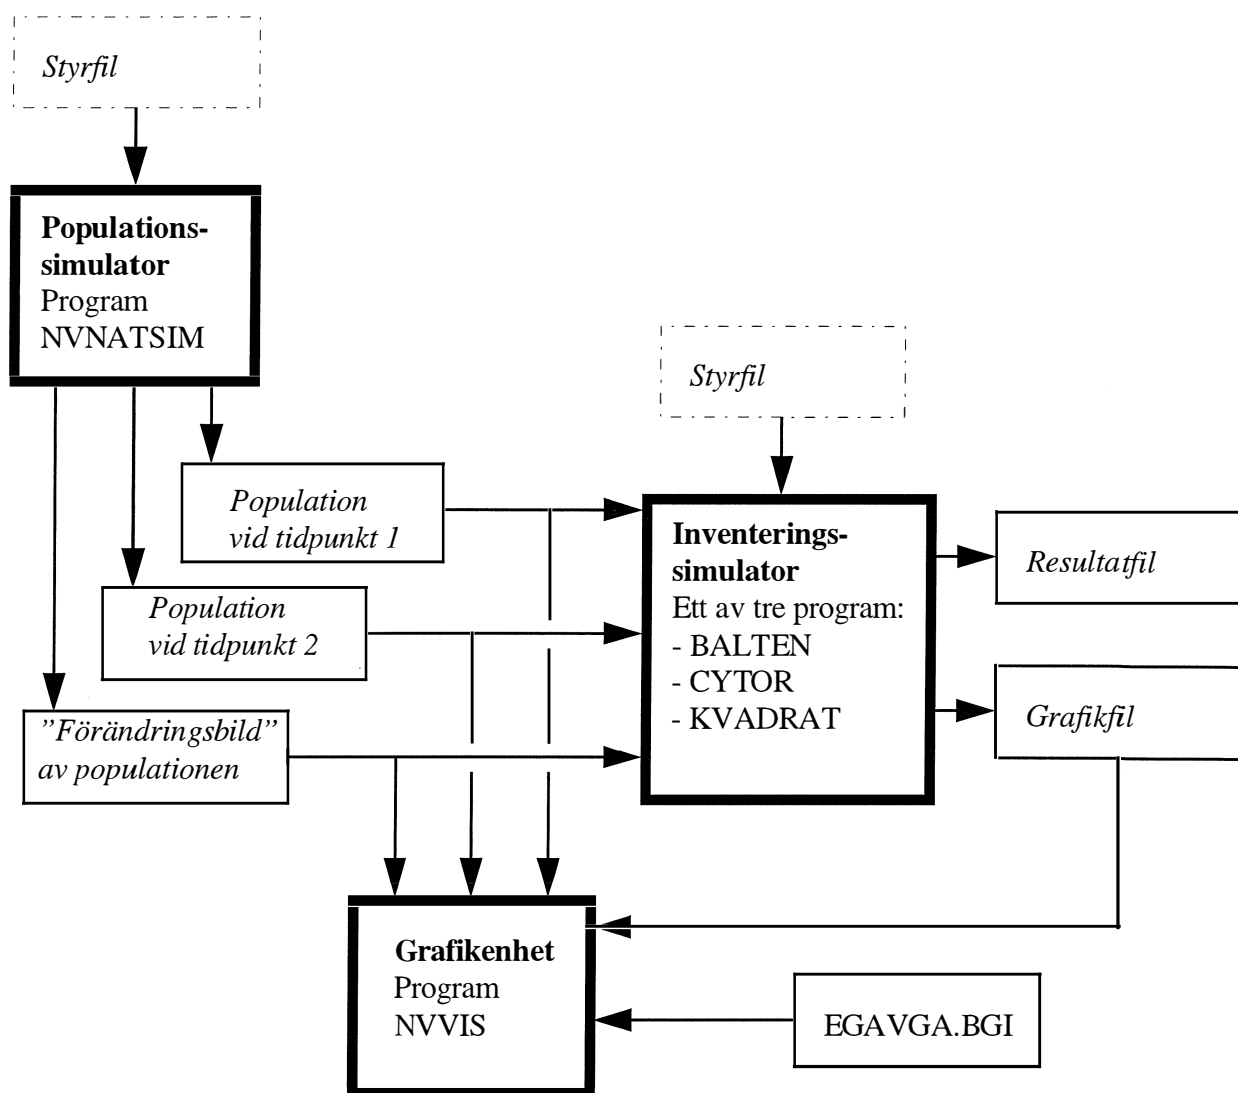 Styrfil
Populations-
simulator
Program
NVNATSIM
Styrfil
Population
vid tidpunkt 1
Population
vid tidpunkt 2
”Förändringsbild”
av populationen
Inventerings-
simulator
Ett av tre program:
- BALTEN
- CYTOR
- KVADRAT
Resultatfil
Grafikfil
Grafikenhet
Program
NVVIS
EGAVGA.BGI